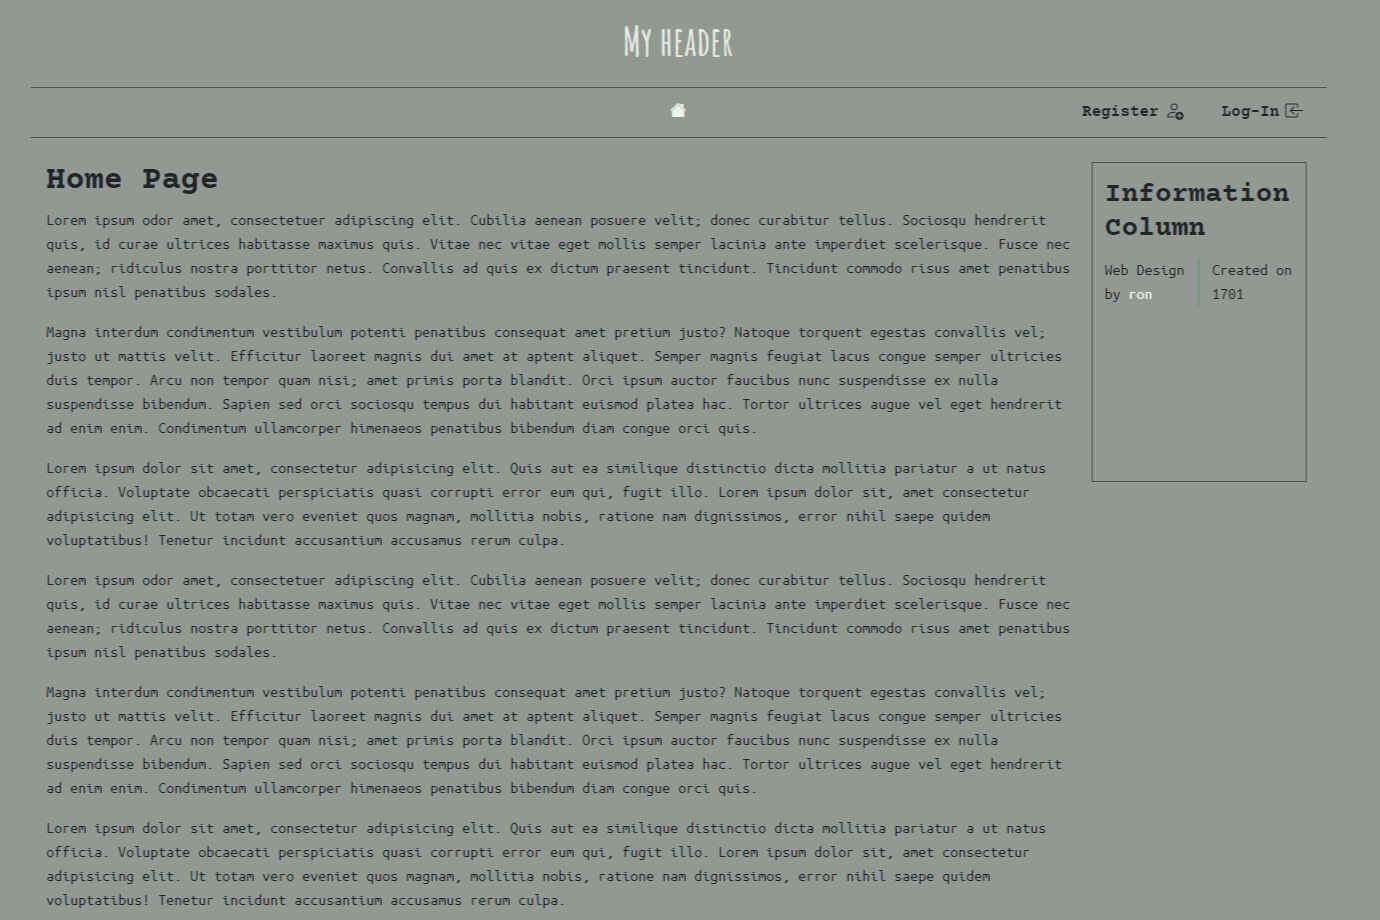 My header
Register
Log-In
Home Page
Lorem ipsum odor amet, consectetuer adipiscing elit. Cubilia aenean posuere velit; donec curabitur tellus. Sociosqu hendrerit
quis, id curae ultrices habitasse maximus quis. Vitae nec vitae eget mollis semper lacinia ante imperdiet scelerisque. Fusce nec
aenean; ridiculus nostra porttitor netus. Convallis ad quis ex dictum praesent tincidunt. Tincidunt commodo risus amet penatibus
ipsum nisl penatibus sodales.
Magna interdum condimentum vestibulum potenti penatibus consequat amet pretium justo? Natoque torquent egestas convallis vel;
justo ut mattis velit. Efficitur laoreet magnis dui amet at aptent aliquet. Semper magnis feugiat lacus congue semper ultricies
duis tempor. Arcu non tempor quam nisi; amet primis porta blandit. Orci ipsum auctor faucibus nunc suspendisse ex nulla
suspendisse bibendum. Sapien sed orci sociosqu tempus dui habitant euismod platea hac. Tortor ultrices augue vel eget hendrerit
ad enim enim. Condimentum ullamcorper himenaeos penatibus bibendum diam congue orci quis.
Lorem ipsum dolor sit amet, consectetur adipisicing elit. Quis aut ea similique distinctio dicta mollitia pariatur a ut natus
officia. Voluptate obcaecati perspiciatis quasi corrupti error eum qui, fugit illo. Lorem ipsum dolor sit, amet consectetur
adipisicing elit. Ut totam vero eveniet quos magnam, mollitia nobis, ratione nam dignissimos, error nihil saepe quidem
voluptatibus! Tenetur incidunt accusantium accusamus rerum culpa.
Lorem ipsum odor amet, consectetuer adipiscing elit. Cubilia aenean posuere velit; donec curabitur tellus. Sociosqu hendrerit
quis, id curae ultrices habitasse maximus quis. Vitae nec vitae eget mollis semper lacinia ante imperdiet scelerisque. Fusce nec
aenean; ridiculus nostra porttitor netus. Convallis ad quis ex dictum praesent tincidunt. Tincidunt commodo risus amet penatibus
ipsum nisl penatibus sodales.
Magna interdum condimentum vestibulum potenti penatibus consequat amet pretium justo? Natoque torquent egestas convallis vel;
justo ut mattis velit. Efficitur laoreet magnis dui amet at aptent aliquet. Semper magnis feugiat lacus congue semper ultricies
duis tempor. Arcu non tempor quam nisi; amet primis porta blandit. Orci ipsum auctor faucibus nunc suspendisse ex nulla
suspendisse bibendum. Sapien sed orci sociosqu tempus dui habitant euismod platea hac. Tortor ultrices augue vel eget hendrerit
ad enim enim. Condimentum ullamcorper himenaeos penatibus bibendum diam congue orci quis.
Lorem ipsum dolor sit amet, consectetur adipisicing elit. Quis aut ea similique distinctio dicta mollitia pariatur a ut natus
officia. Voluptate obcaecati perspiciatis quasi corrupti error eum qui, fugit illo. Lorem ipsum dolor sit, amet consectetur
adipisicing elit. Ut totam vero eveniet quos magnam, mollitia nobis, ratione nam dignissimos, error nihil saepe quidem
voluptatibus! Tenetur incidunt accusantium accusamus rerum culpa.
Information
Column
Web Design
by ron
Created on
1701